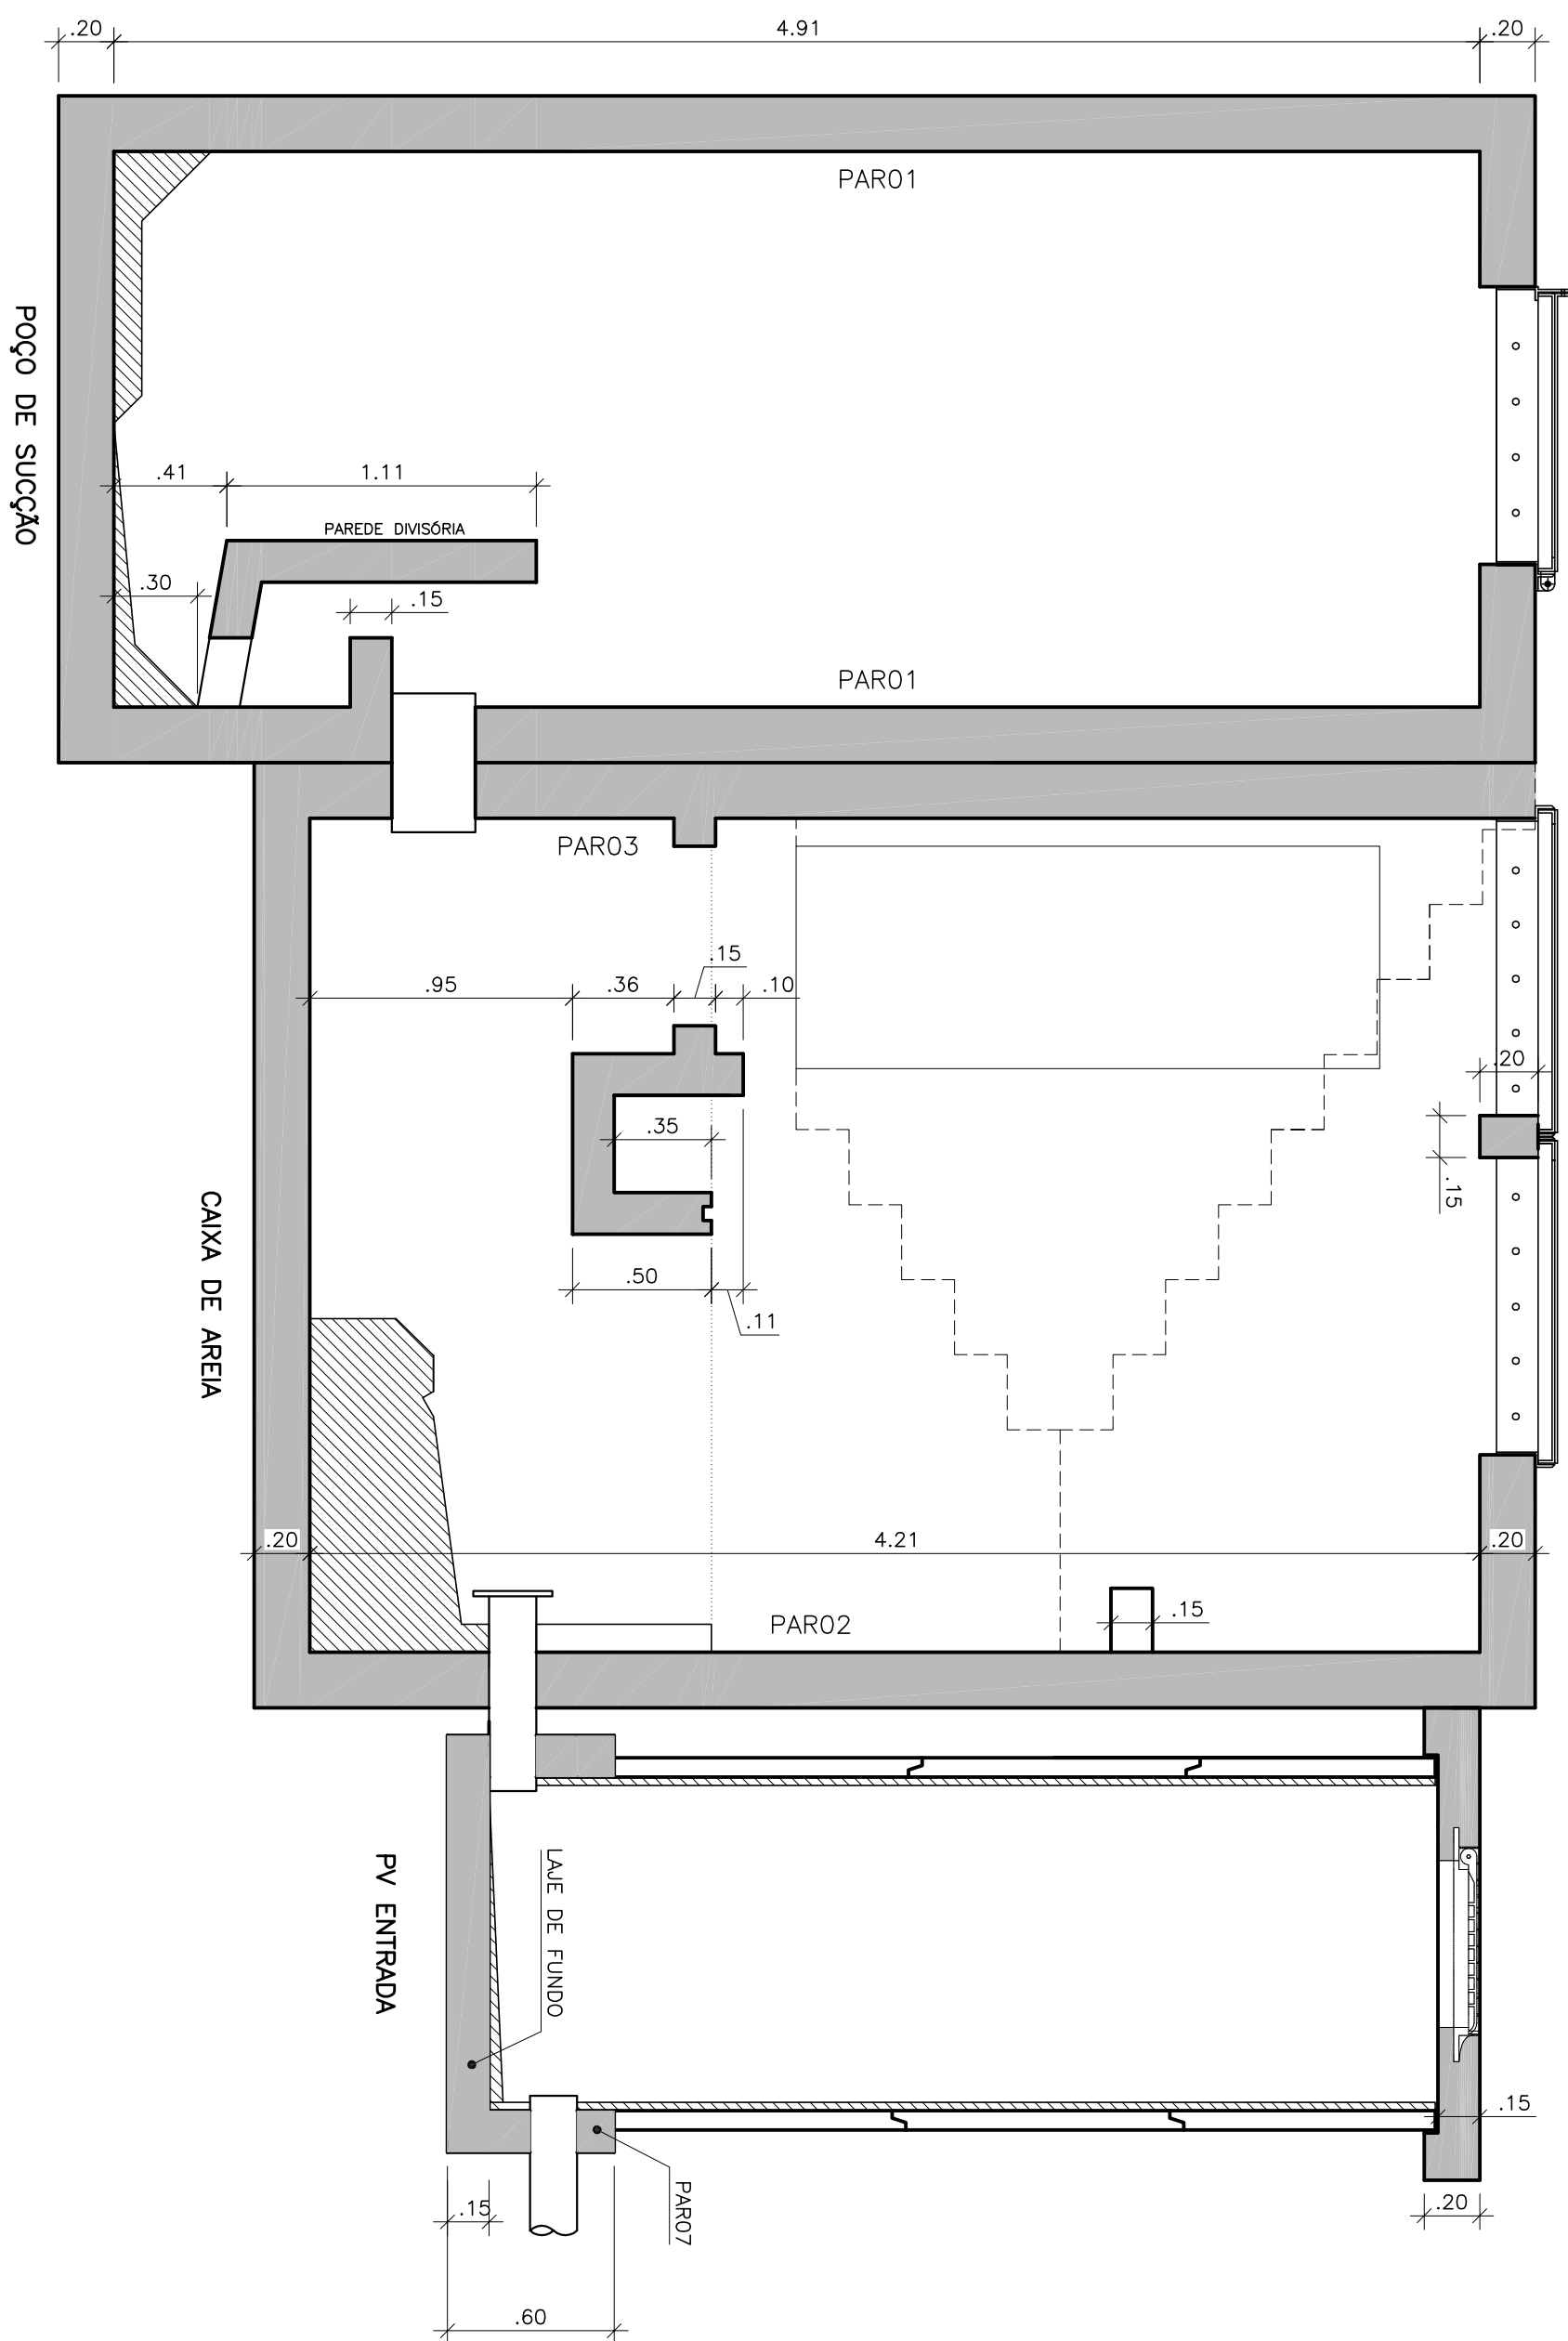 .20
4.91
.20
PAR01
POÇO DE SUCÇÃO
.41
1.11
PAREDE DIVISÓRIA
.30
.15
PAR01
PAR03
.15
.95
.36
.10
.20
.35
.15
.50
.11
CAIXA DE AREIA
.20
4.21
.20
.15
PAR02
LAJE DE FUNDO
PV ENTRADA
.15
PAR07
.15
.20
.60